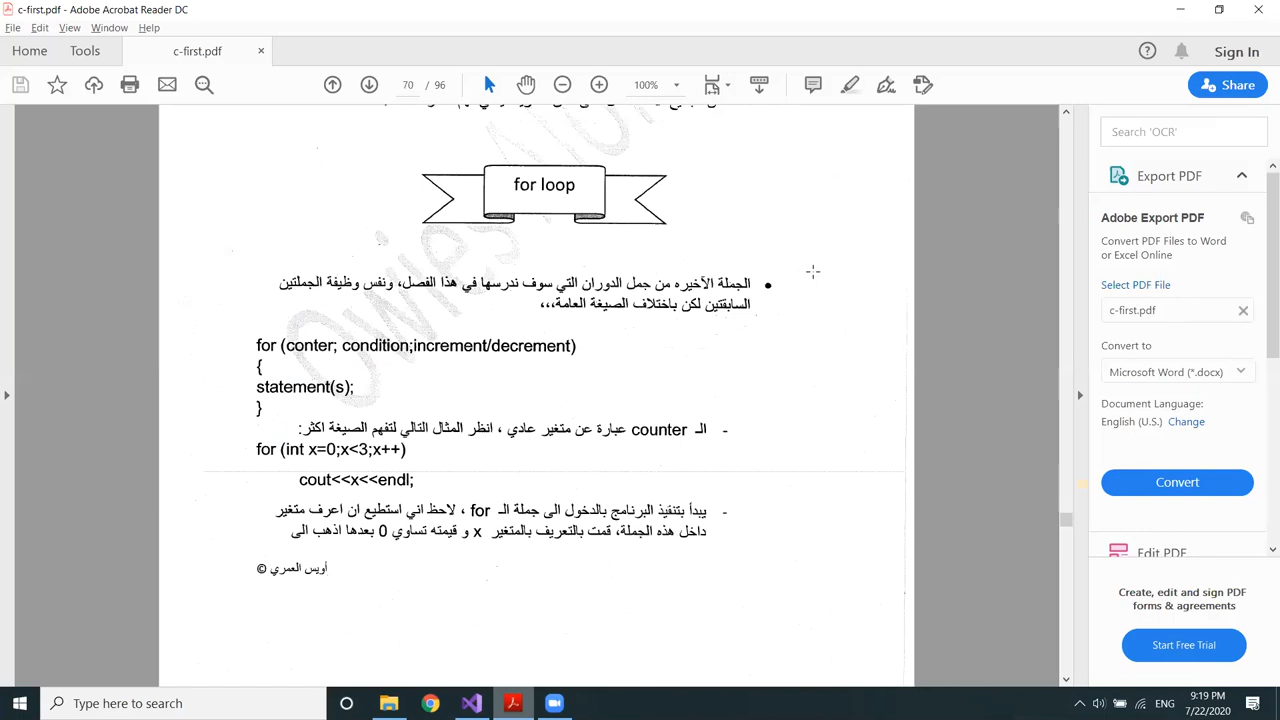 c-first.pdf - Adobe Acrobat Reader DC
File Edit View Window Help
Home Tools c-first.pdf × Sign In
70 / 96 100% Share
for loop
الجملة الآخيره من جمل الدوران التي سوف ندرسها في هذا الفصل، ونفس وظيفة الجملتين
السابقتين لكن باختلاف الصيغة العامة،،،
for (conter; condition;increment/decrement)
{
statement(s);
}
- الـ counter عبارة عن متغير عادي ، انظر المثال التالي لتفهم الصيغة اكثر:
for (int x=0;x<3;x++)
cout<<x<<endl;
- يبدأ بتنفيذ البرنامج بالدخول الى جملة الـ for ، لاحظ اني استطيع ان اعرف متغير
داخل هذه الجملة، قمت بالتعريف بالمتغير x و قيمته تساوي 0 بعدها اذهب الى
أويس العمري ©
Search 'OCR'
Export PDF
Adobe Export PDF
Convert PDF Files to Word
or Excel Online
Select PDF File
c-first.pdf
Convert to
Microsoft Word (*.docx)
Document Language:
English (U.S.) Change
Convert
Edit PDF
Create, edit and sign PDF
forms & agreements
Start Free Trial
Type here to search
ENG
9:19 PM
7/22/2020